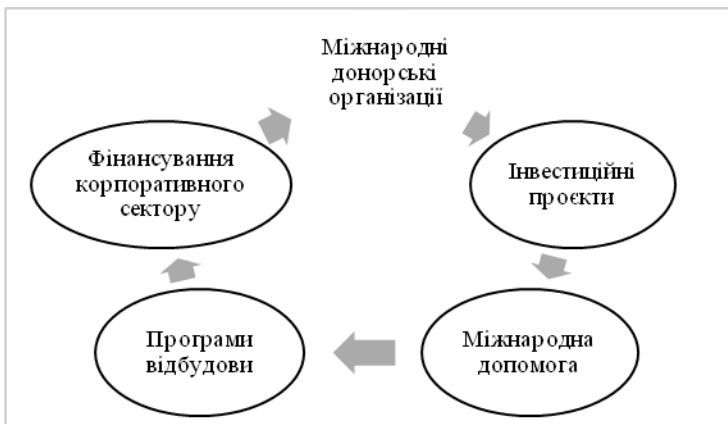 Міжнародні
донорські
організації
Фінансування
корпоративного
сектору
Інвестиційні
проєкти
Програми
відбудови
Міжнародна
допомога